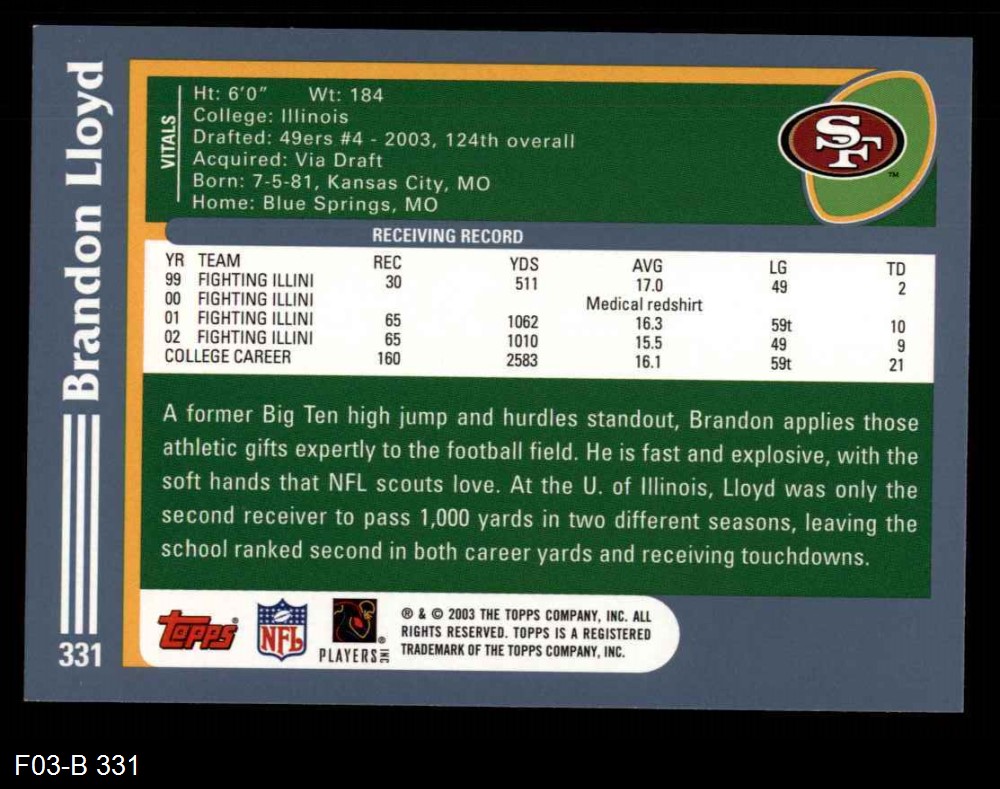 Brandon Lloyd
331
VITALS
Ht: 6'0" Wt: 184
College: Illinois
Drafted: 49ers #4 - 2003, 124th overall
Acquired: Via Draft
Born: 7-5-81, Kansas City, MO
Home: Blue Springs, MO
SF
TM
RECEIVING RECORD
YR TEAM REC YDS AVG LG TD
99 FIGHTING ILLINI 30 511 17.0 49 2
00 FIGHTING ILLINI Medical redshirt
01 FIGHTING ILLINI 65 1062 16.3 59t 10
02 FIGHTING ILLINI 65 1010 15.5 49 9
COLLEGE CAREER 160 2583 16.1 59t 21
A former Big Ten high jump and hurdles standout, Brandon applies those
athletic gifts expertly to the football field. He is fast and explosive, with the
soft hands that NFL scouts love. At the U. of Illinois, Lloyd was only the
second receiver to pass 1,000 yards in two different seasons, leaving the
school ranked second in both career yards and receiving touchdowns.
Topps®
NFL
PLAYERS INC ®
® & © 2003 THE TOPPS COMPANY, INC. ALL
RIGHTS RESERVED. TOPPS IS A REGISTERED
TRADEMARK OF THE TOPPS COMPANY, INC.
F03-B 331